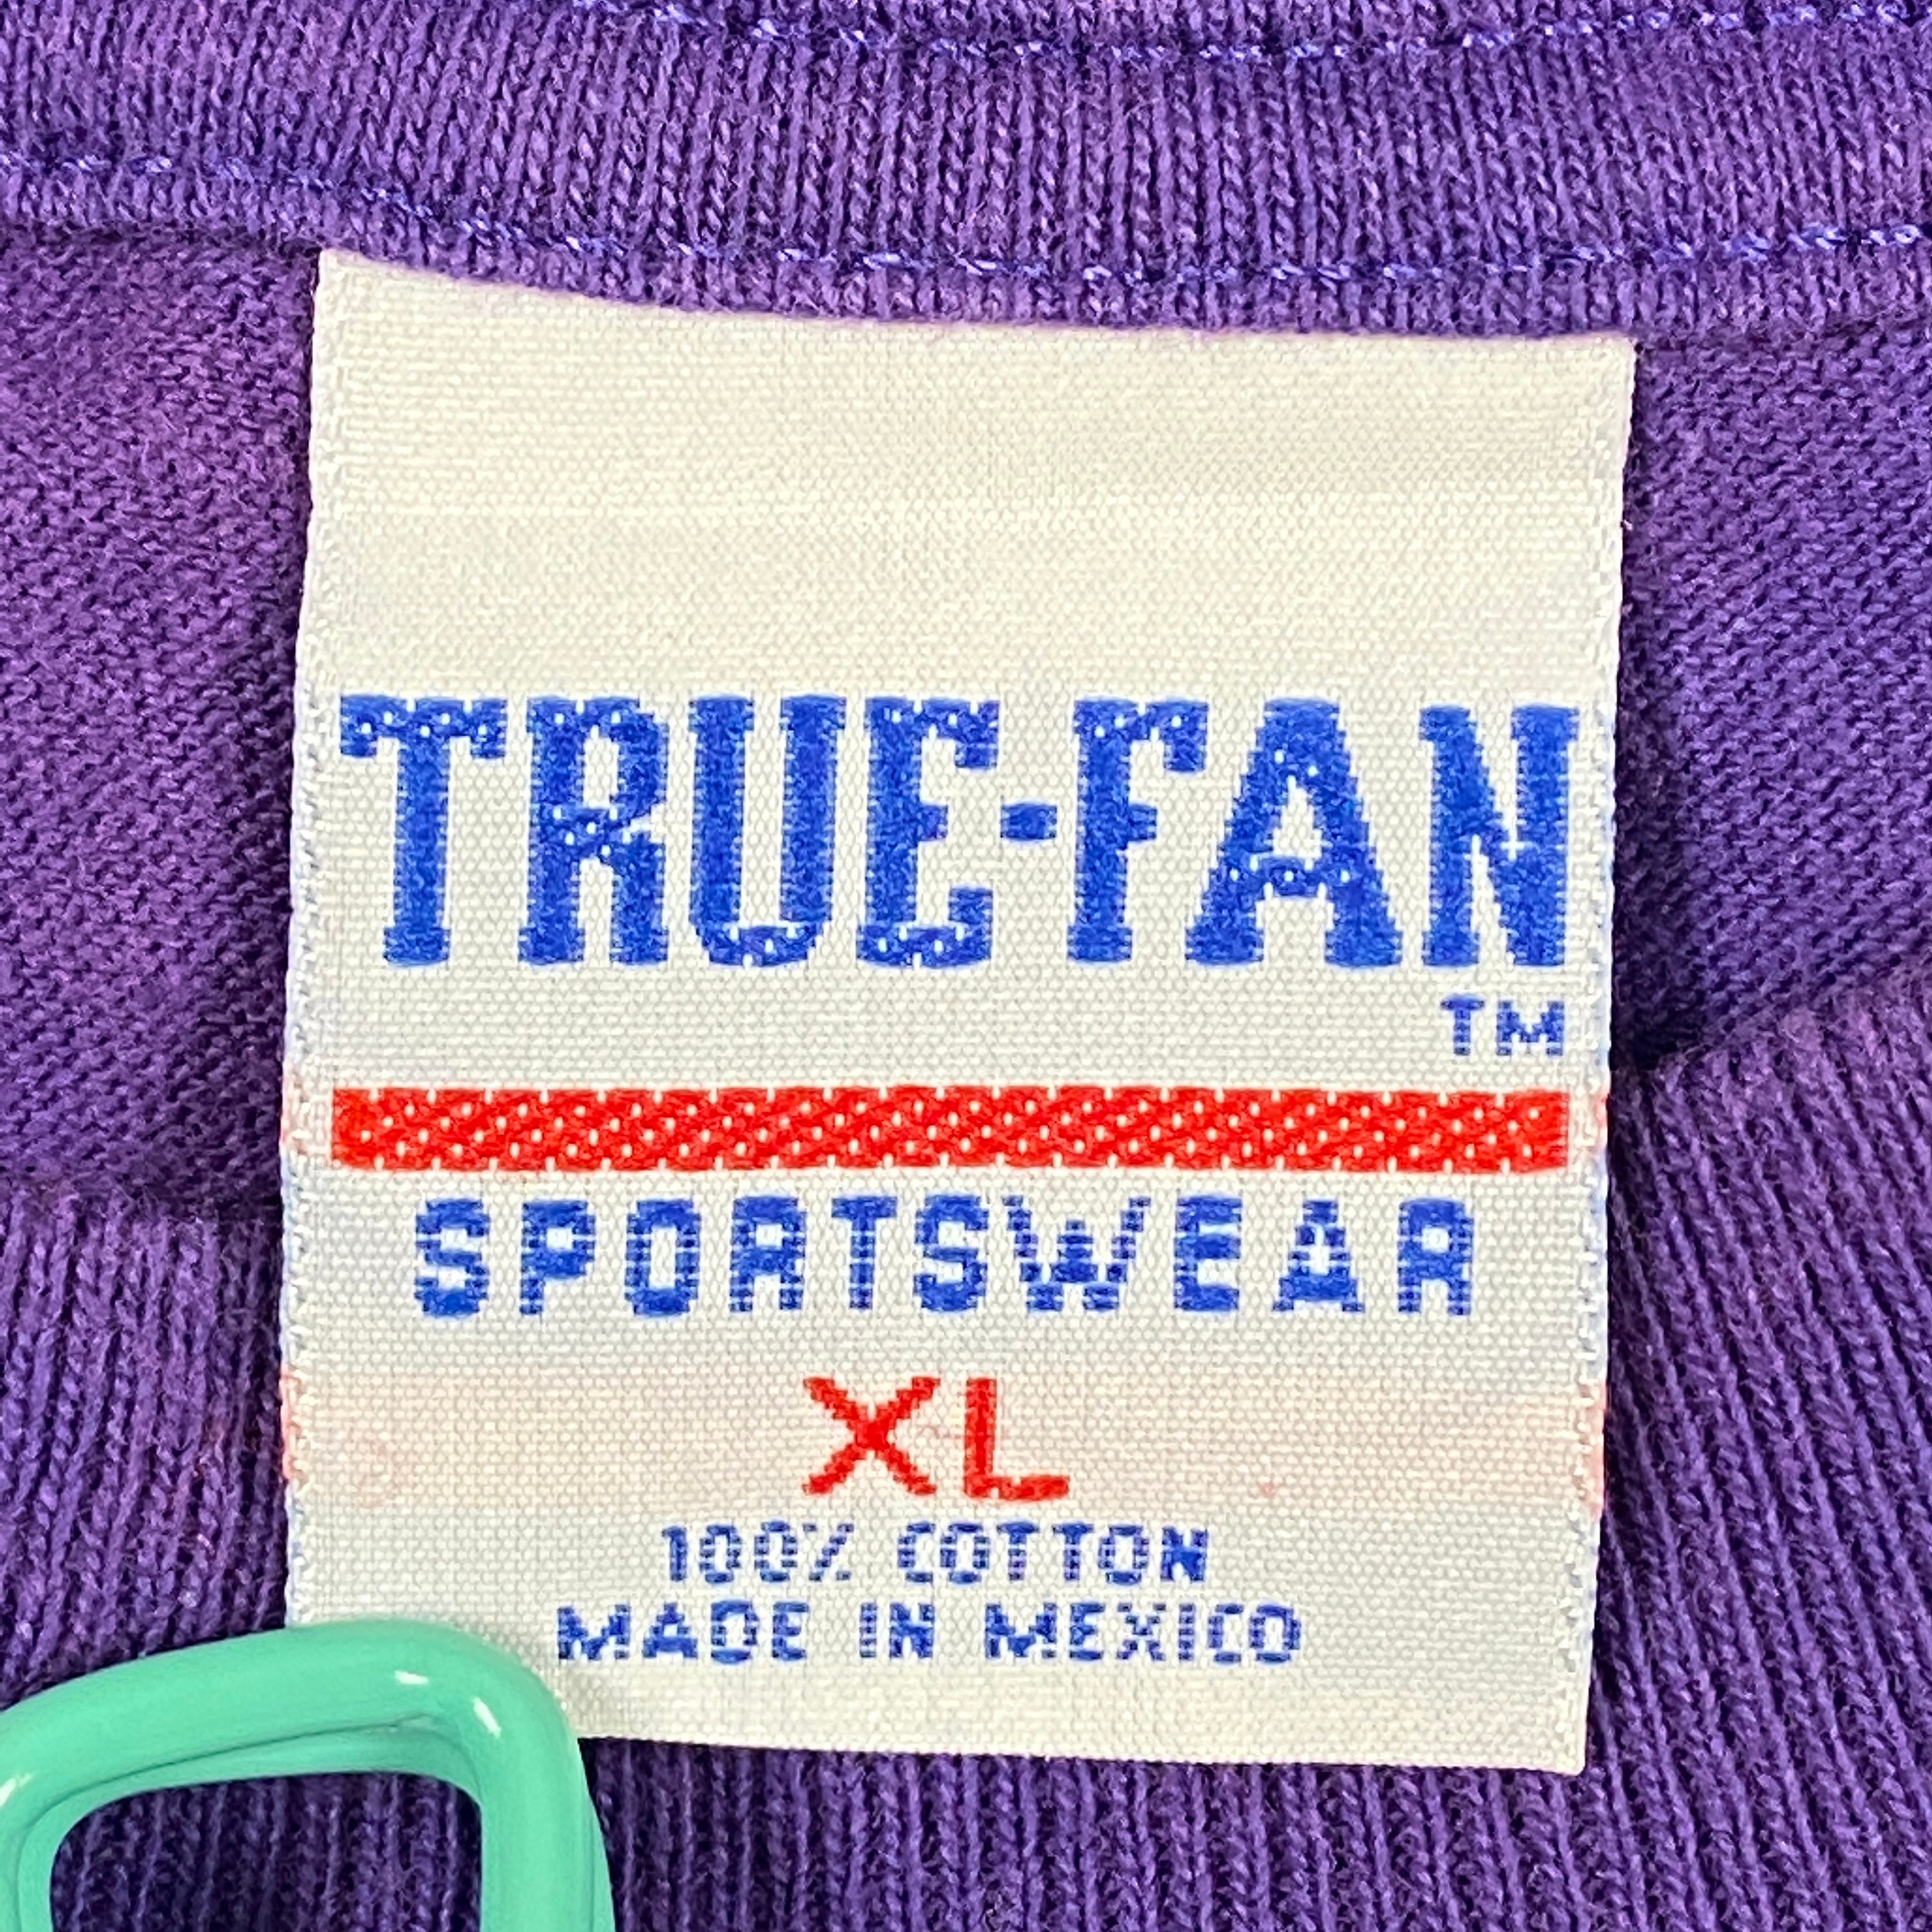 TRUE-FAN
TM
SPORTSWEAR
XL
100% COTTON
MADE IN MEXICO